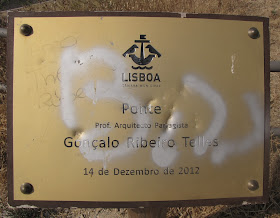 LISBOA
Ponte
Prof. Arquitecto Paisagista
Gonçalo Ribeiro Telles
14 de Dezembro de 2012